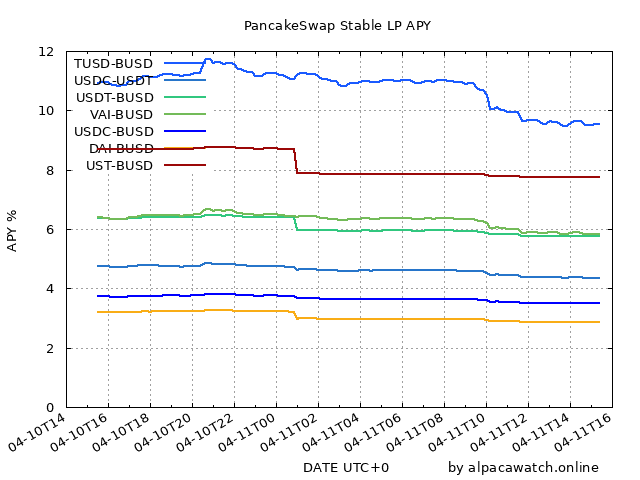 PancakeSwap Stable LP APY
12
10
8
6
4
2
0
APY %
TUSD-BUSD
USDC-USDT
USDT-BUSD
VAI-BUSD
USDC-BUSD
DAI-BUSD
UST-BUSD
04-10T14
04-10T16
04-10T18
04-10T20
04-10T22
04-11T00
04-11T02
04-11T04
04-11T06
04-11T08
04-11T10
04-11T12
04-11T14
04-11T16
DATE UTC+0
by alpacawatch.online